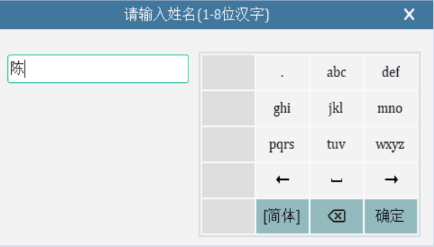 请输入姓名(1-8位汉字)
陈
. abc def
ghi jkl mno
pqrs tuv wxyz
← ⎵ →
[简体] ⌫ 确定